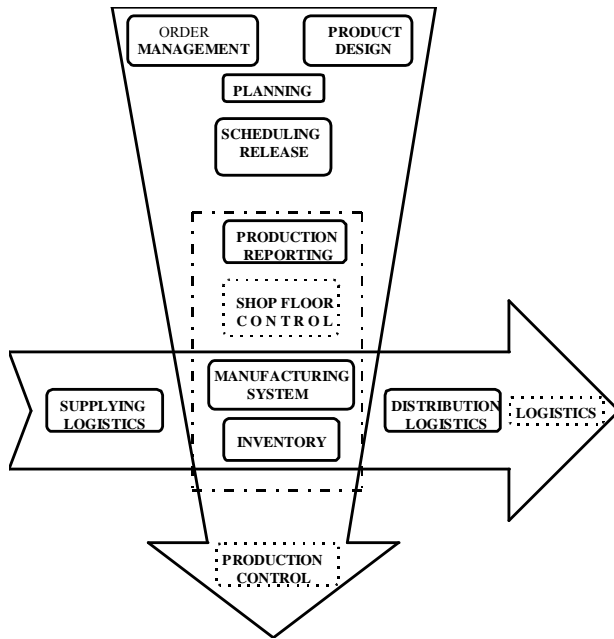 ORDER
MANAGEMENT
PRODUCT
DESIGN
PLANNING
SCHEDULING
RELEASE
PRODUCTION
REPORTING
SHOP FLOOR
C O N T R O L
MANUFACTURING
SYSTEM
SUPPLYING
LOGISTICS
DISTRIBUTION
LOGISTICS
LOGISTICS
INVENTORY
PRODUCTION
CONTROL